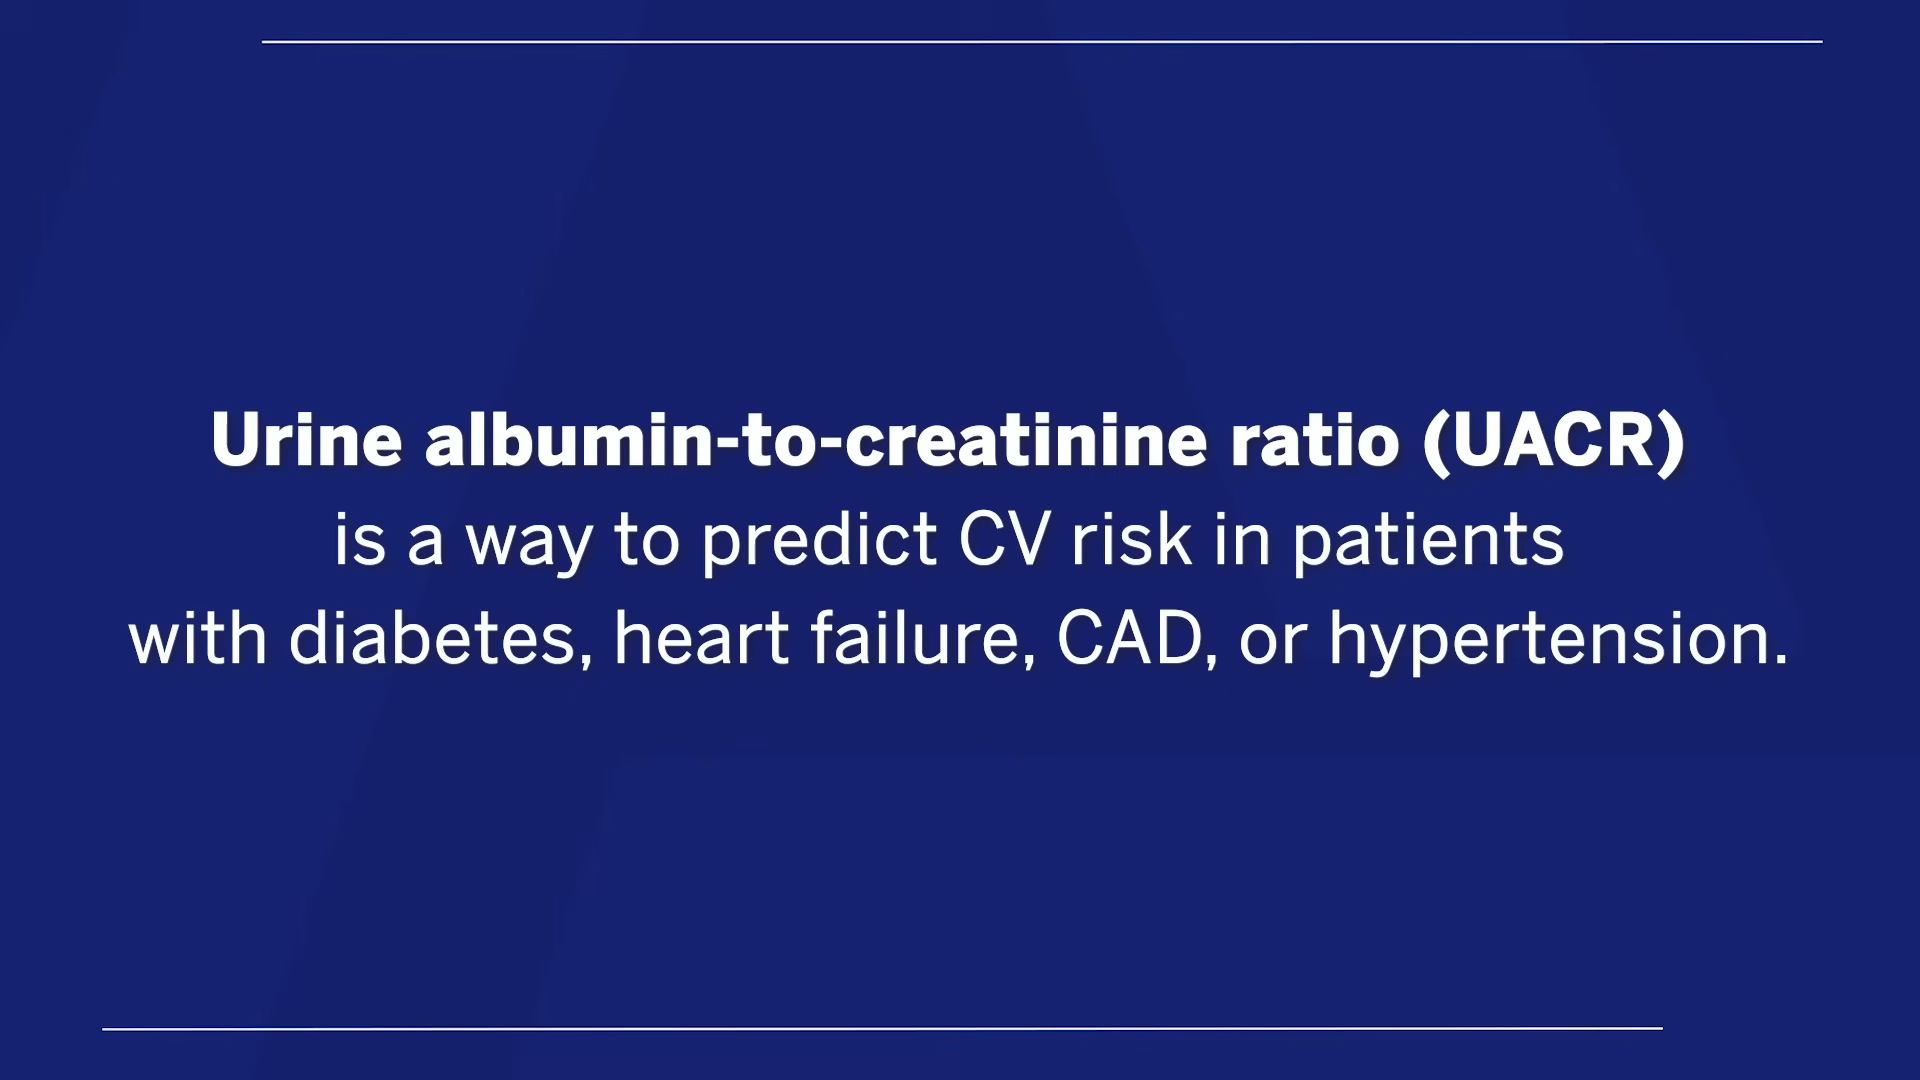 Urine albumin-to-creatinine ratio (UACR)
is a way to predict CV risk in patients
with diabetes, heart failure, CAD, or hypertension.